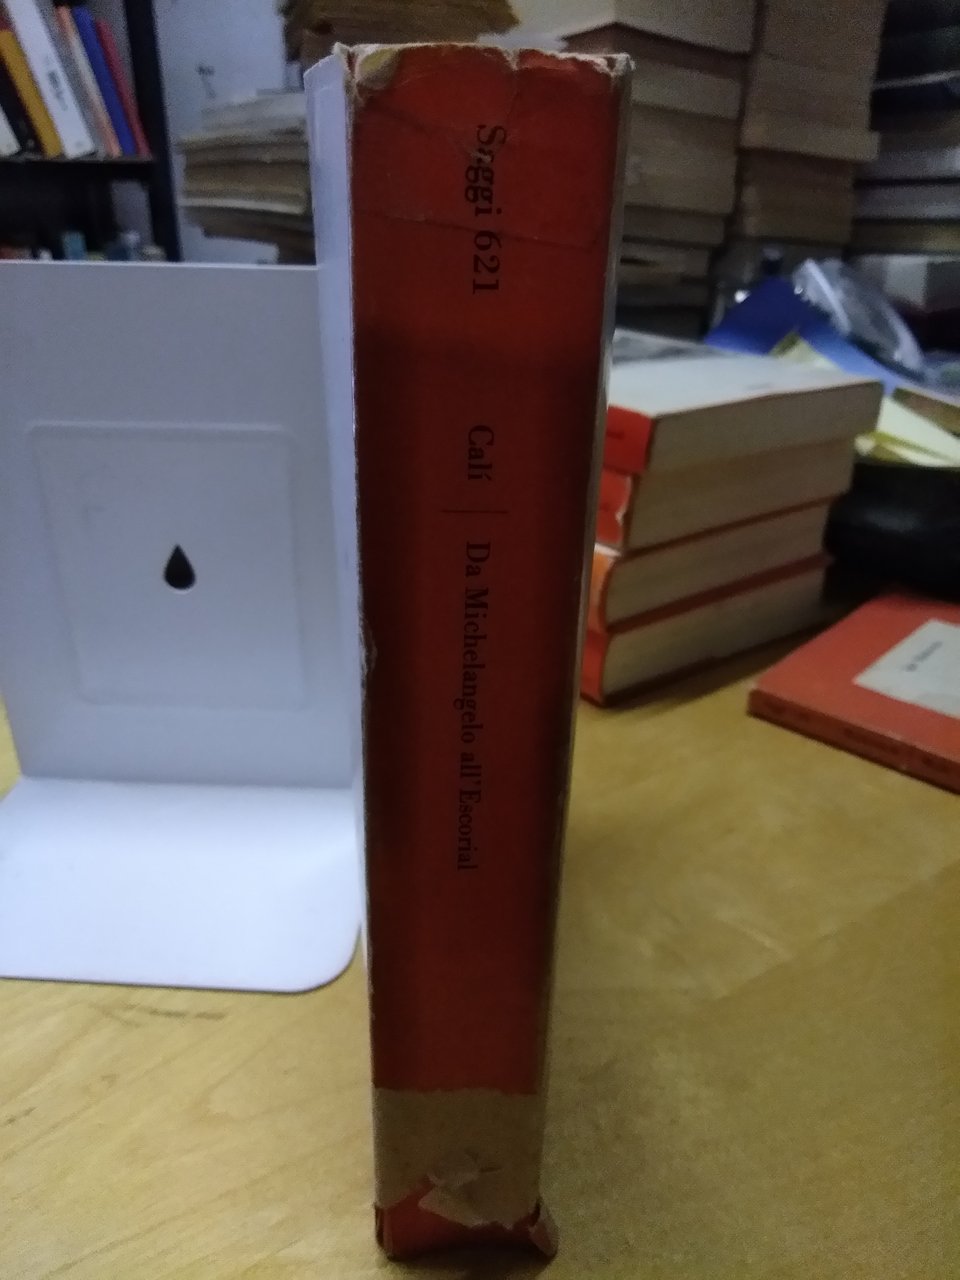 Saggi 621
Calí | Da Michelangelo all'Escorial